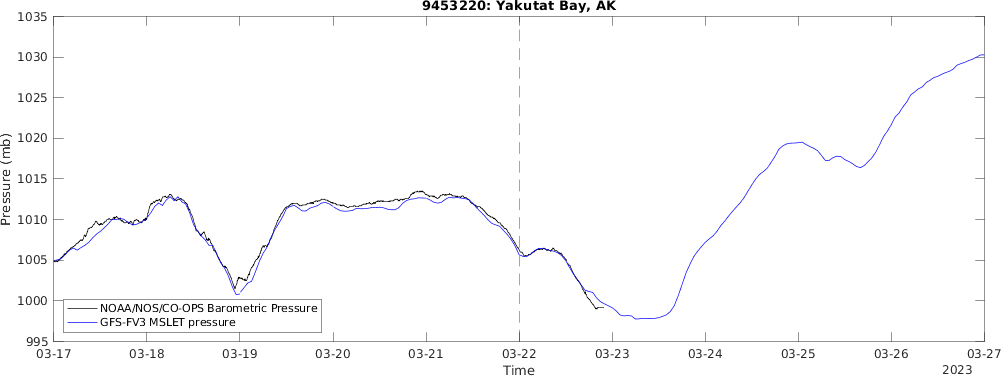 9453220: Yakutat Bay, AK
1035
1030
1025
1020
1015
1010
1005
1000
995
Pressure (mb)
NOAA/NOS/CO-OPS Barometric Pressure
GFS-FV3 MSLET pressure
03-17 03-18 03-19 03-20 03-21 03-22 03-23 03-24 03-25 03-26 03-27
Time
2023